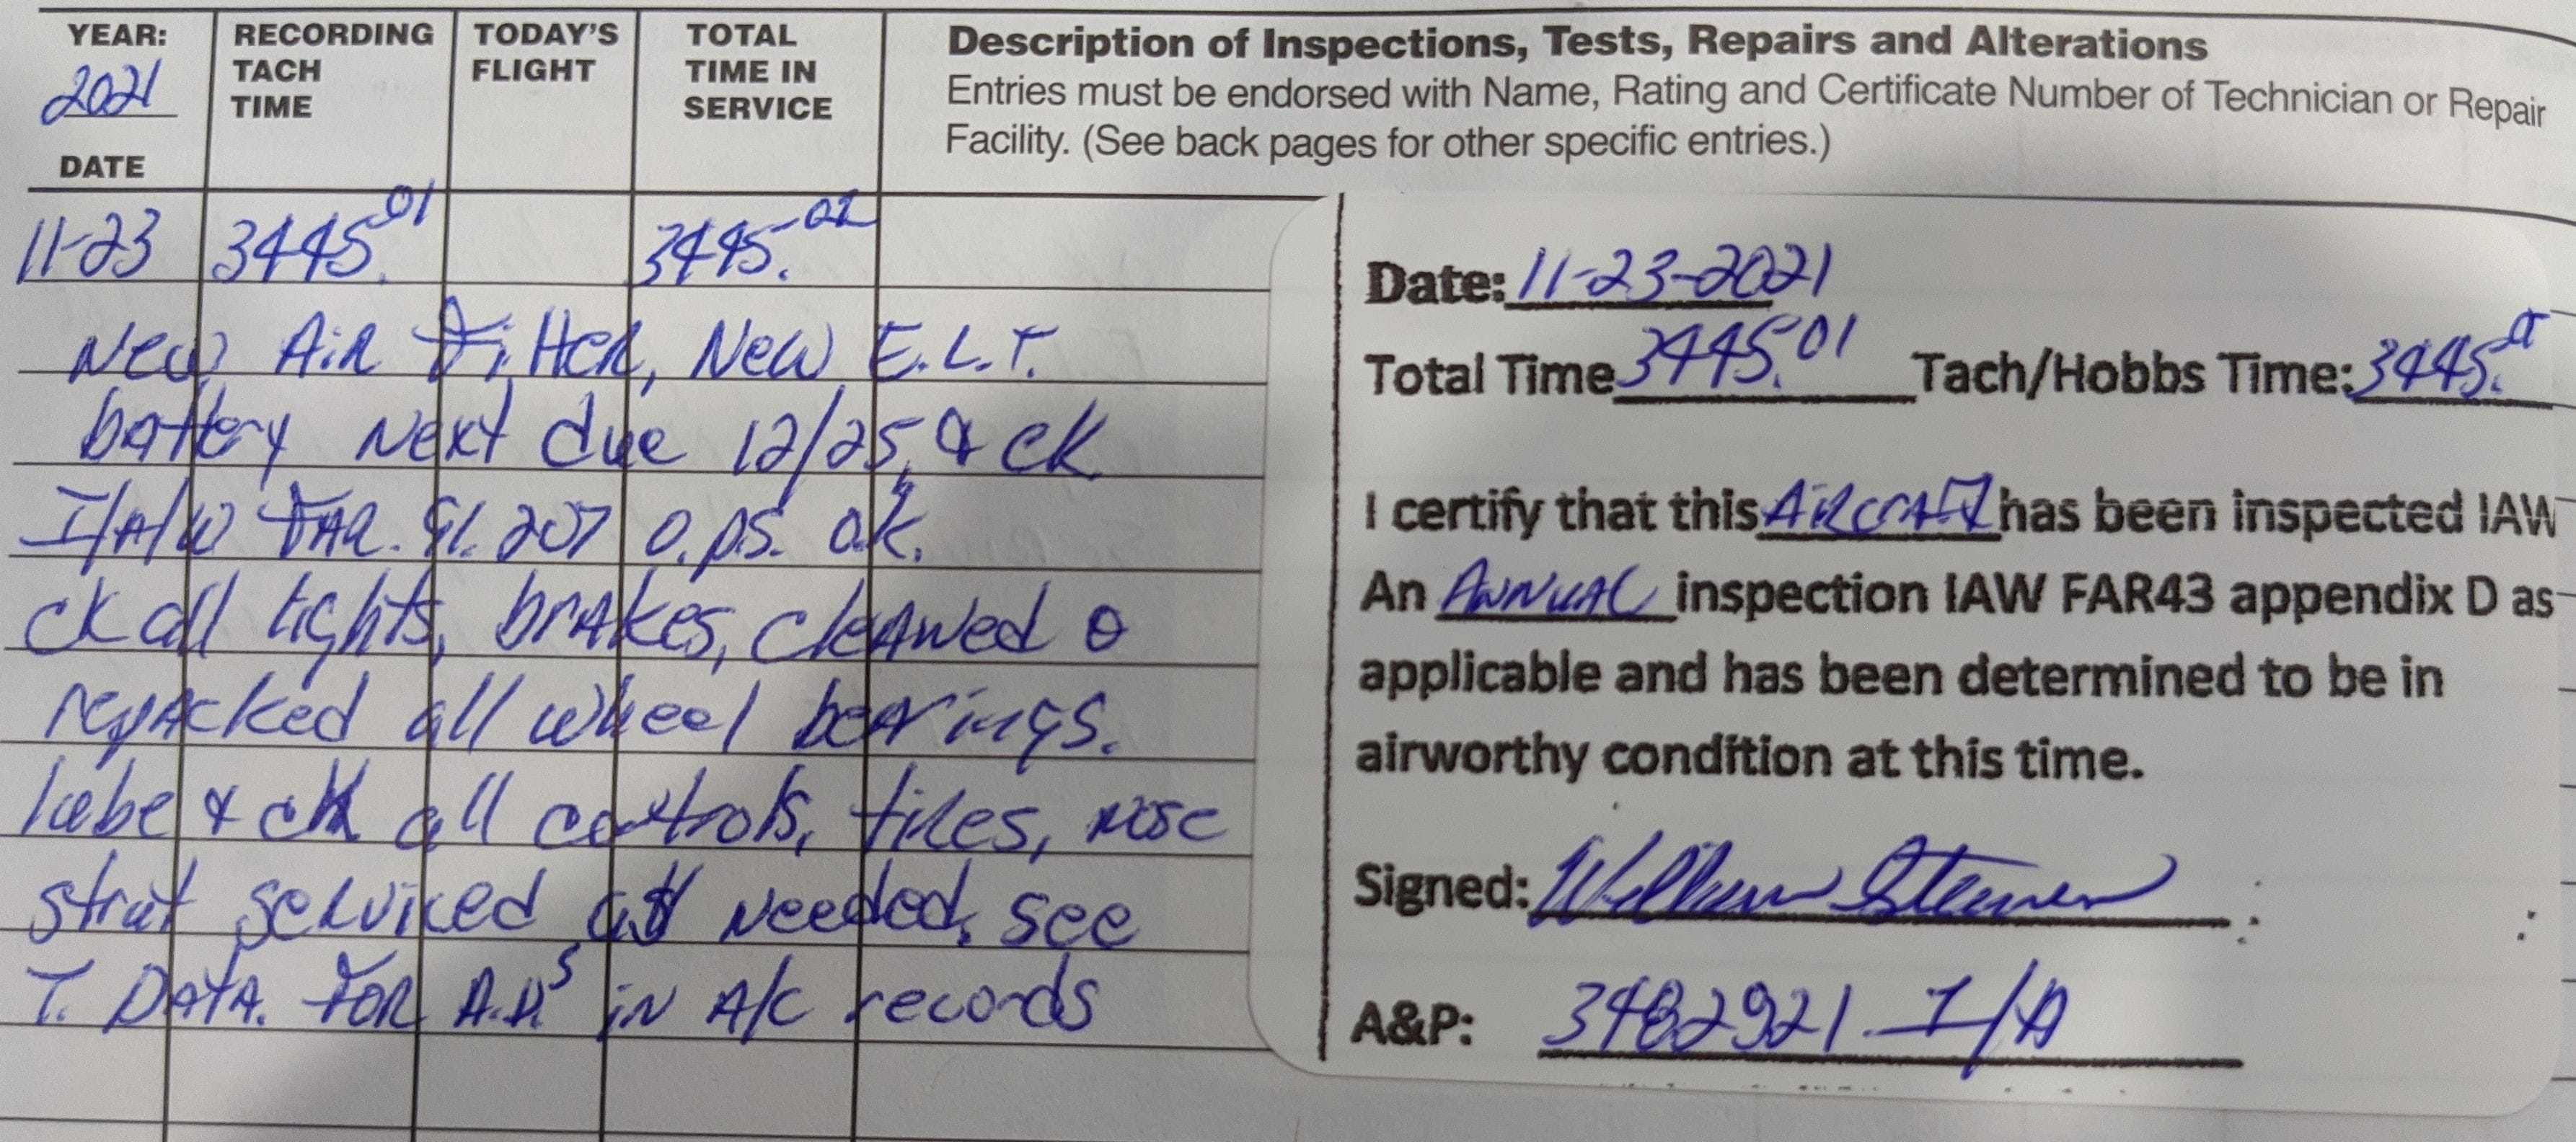 YEAR: 2021
DATE
RECORDING TACH TIME
TODAY'S FLIGHT
TOTAL TIME IN SERVICE
Description of Inspections, Tests, Repairs and Alterations
Entries must be endorsed with Name, Rating and Certificate Number of Technician or Repair
Facility. (See back pages for other specific entries.)
11-23 3445.01 3445.01
New Air Filter, New E.L.T.
battery Next due 12/25, & ck
I/A/W FAR. 91.207 o.p.s. o.k.
ck all lights, brakes, cleaned &
repacked all wheel bearings.
lube & ck all controls, tires, nose
strut serviced as needed, see
T. DATA. FOR A.D.s in A/C records
Date: 11-23-2021
Total Time 3445.01 Tach/Hobbs Time: 3445.01
I certify that this Aircraft has been inspected IAW
An Annual inspection IAW FAR43 appendix D as
applicable and has been determined to be in
airworthy condition at this time.
Signed: William
A&P: 3482921 I/A